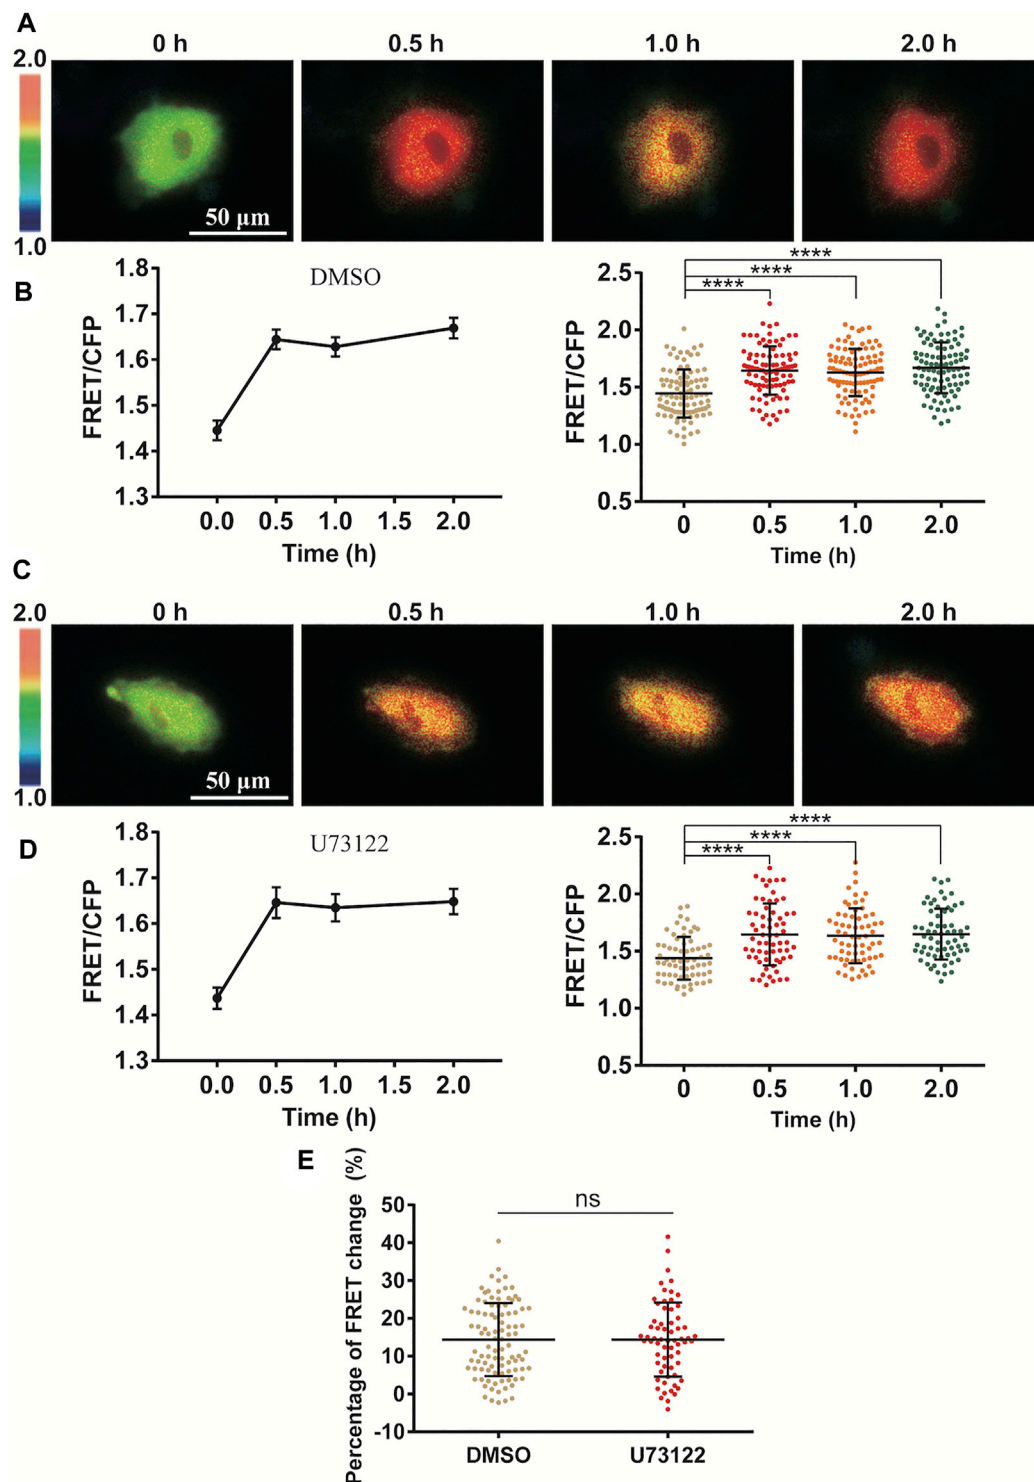 A
0 h 0.5 h 1.0 h 2.0 h
2.0
50 µm
1.0
B
DMSO
FRET/CFP
1.8
1.7
1.6
1.5
1.4
1.3
0.0 0.5 1.0 1.5 2.0
Time (h)
****
****
****
FRET/CFP
2.5
2.0
1.5
1.0
0.5
0 0.5 1.0 2.0
Time (h)
C
0 h 0.5 h 1.0 h 2.0 h
2.0
50 µm
1.0
D
U73122
FRET/CFP
1.8
1.7
1.6
1.5
1.4
1.3
0.0 0.5 1.0 1.5 2.0
Time (h)
****
****
****
FRET/CFP
2.5
2.0
1.5
1.0
0.5
0 0.5 1.0 2.0
Time (h)
E
Percentage of FRET change (%)
ns
50
40
30
20
10
0
-10
DMSO U73122